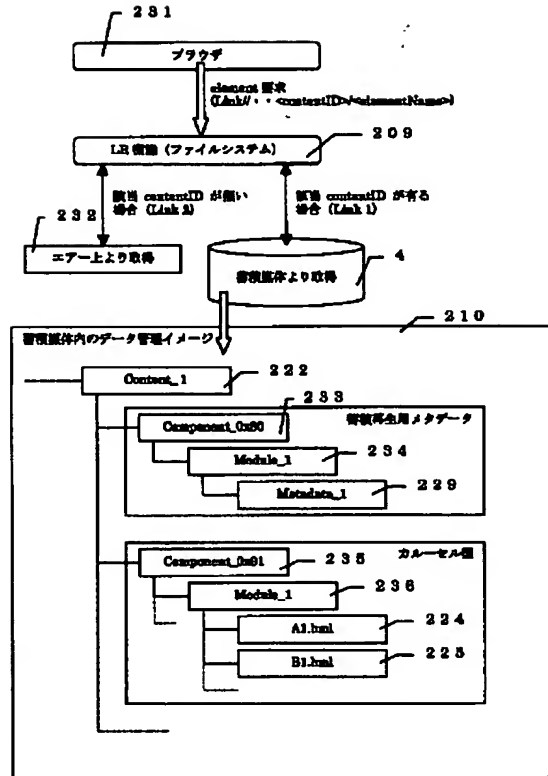 231
ブラウザ
element 要求
(Link//・・<contentID>/<elementName>)
209
LR 機能 (ファイルシステム)
該当 contentID が無い
場合 (Link 2)
該当 contentID が有る
場合 (Link 1)
232
エアー上より取得
4
蓄積媒体より取得
210
蓄積媒体内のデータ管理イメージ
Content_1
222
233
蓄積再生用メタデータ
Component_0x80
Module_1
234
Metadata_1
229
カルーセル
Component_0x81
235
Module_1
236
A1.bml
224
B1.bml
225